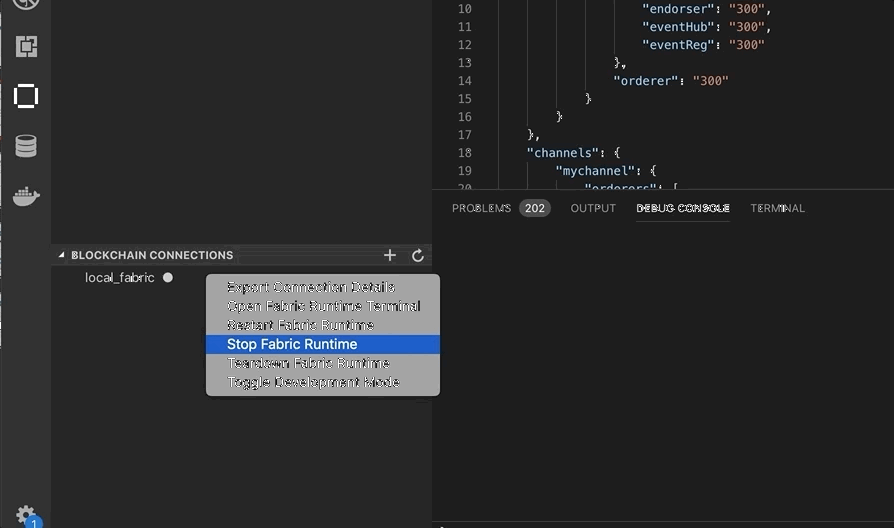 10 "endorser": "300",
11 "eventHub": "300",
12 "eventReg": "300"
13 },
14 "orderer": "300"
15 }
16 }
17 },
18 "channels": {
19 "mychannel": {
20 "orderers": [
PROBLEMS 202 OUTPUT DEBUG CONSOLE TERMINAL
BLOCKCHAIN CONNECTIONS
local_fabric
Export Connection Details
Open Fabric Runtime Terminal
Restart Fabric Runtime
Stop Fabric Runtime
Teardown Fabric Runtime
Toggle Development Mode
1